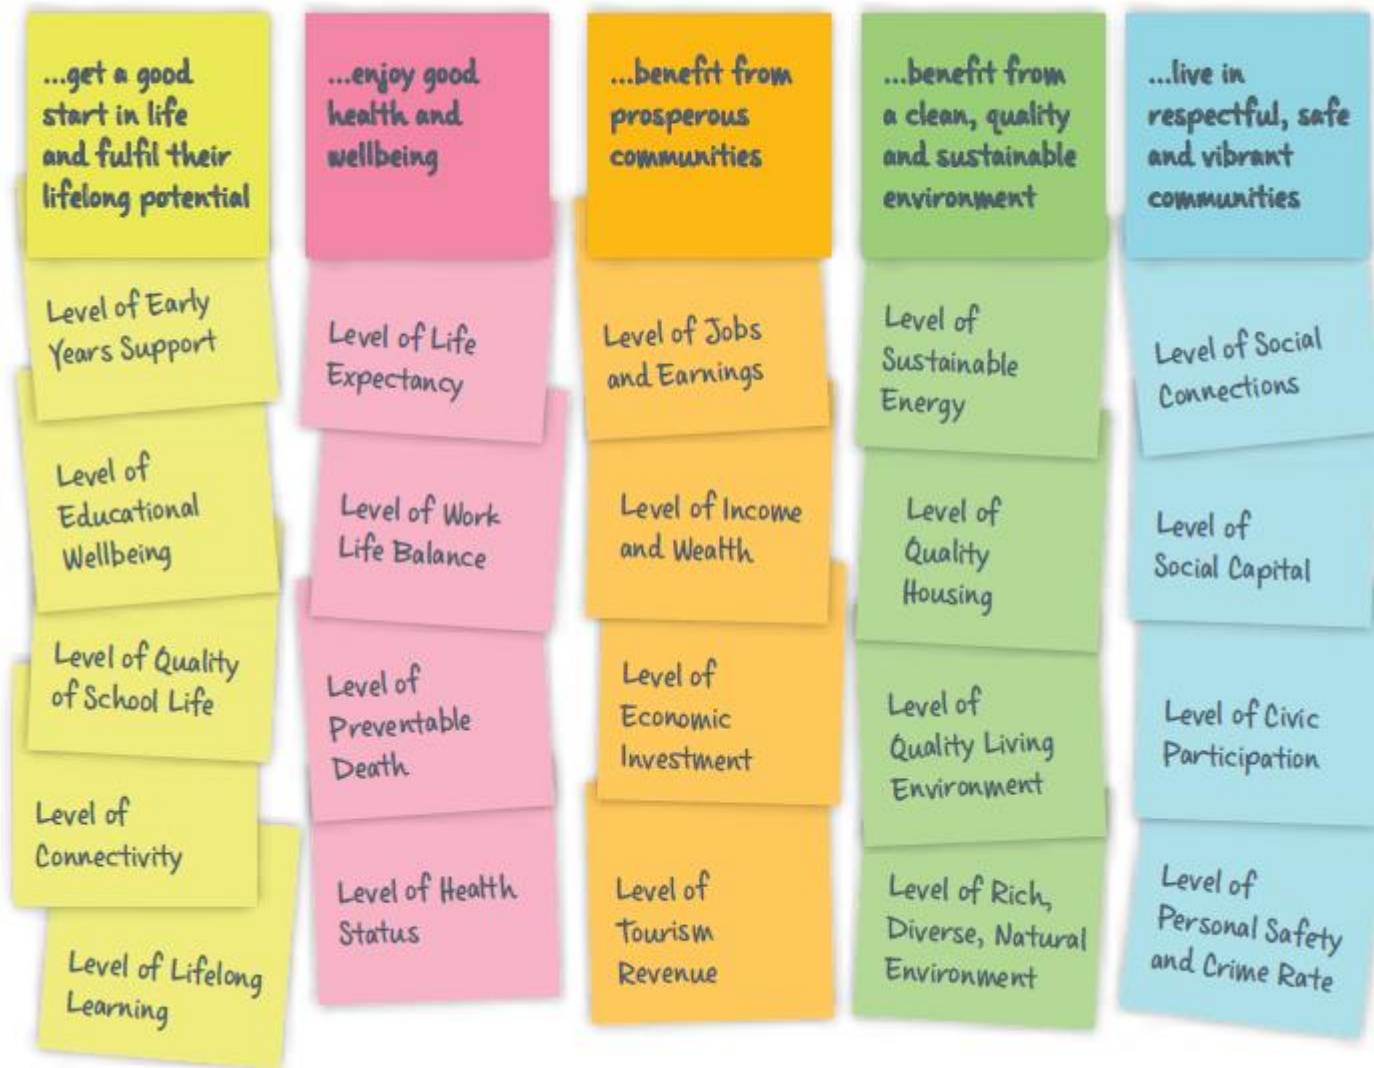 ...get a good
start in life
and fulfil their
lifelong potential
Level of Early
Years Support
Level of
Educational
Wellbeing
Level of Quality
of School Life
Level of
Connectivity
Level of Lifelong
Learning
...enjoy good
health and
wellbeing
Level of Life
Expectancy
Level of Work
Life Balance
Level of
Preventable
Death
Level of Health
Status
...benefit from
prosperous
communities
Level of Jobs
and Earnings
Level of Income
and Wealth
Level of
Economic
Investment
Level of
Tourism
Revenue
...benefit from
a clean, quality
and sustainable
environment
Level of
Sustainable
Energy
Level of
Quality
Housing
Level of
Quality Living
Environment
Level of Rich,
Diverse, Natural
Environment
...live in
respectful, safe
and vibrant
communities
Level of Social
Connections
Level of
Social Capital
Level of Civic
Participation
Level of
Personal Safety
and Crime Rate